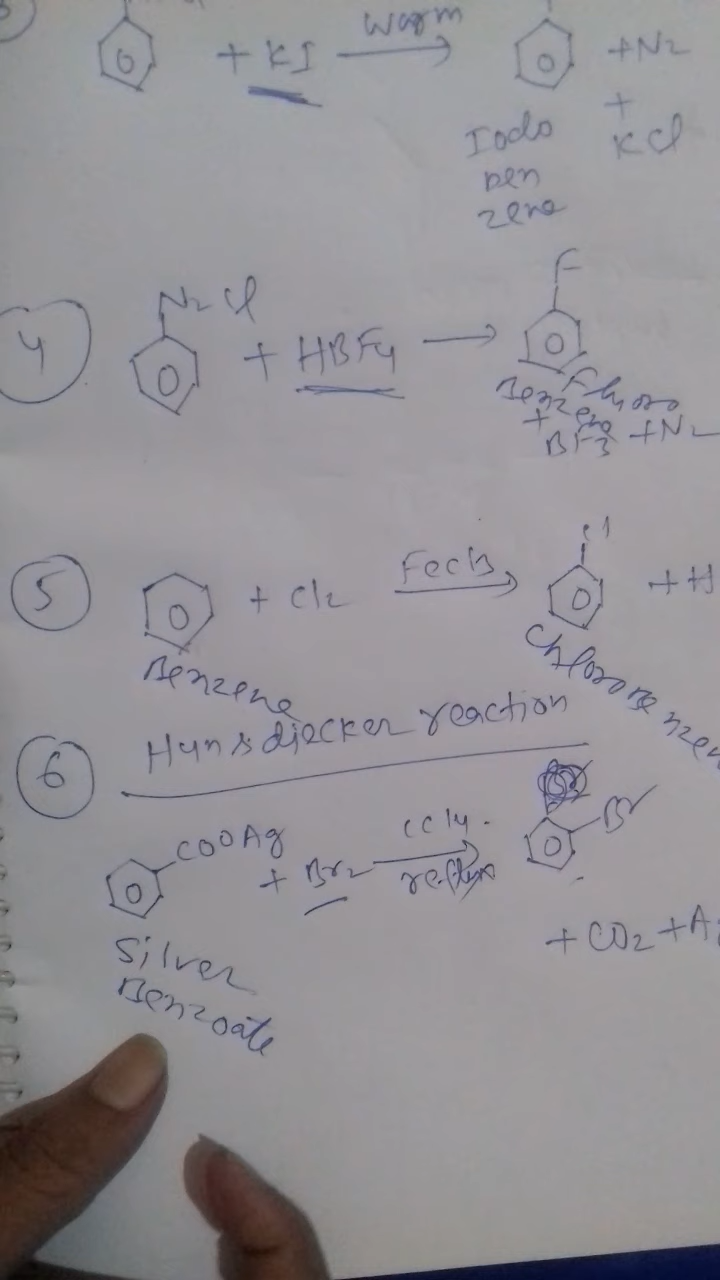 + KI warm + N2
+
KCl
Iodo
ben
zene
4 N2Cl + HBF4 F
Fluoro
Benzene
+
BF3 + N2
5 + Cl2 FeCl3 Cl + H
Benzene Chlorobenzen
6 Hunsdiecker reaction
COOAg + Br2 CCl4. reflux Br
+ CO2 + A
Silver
Benzoate